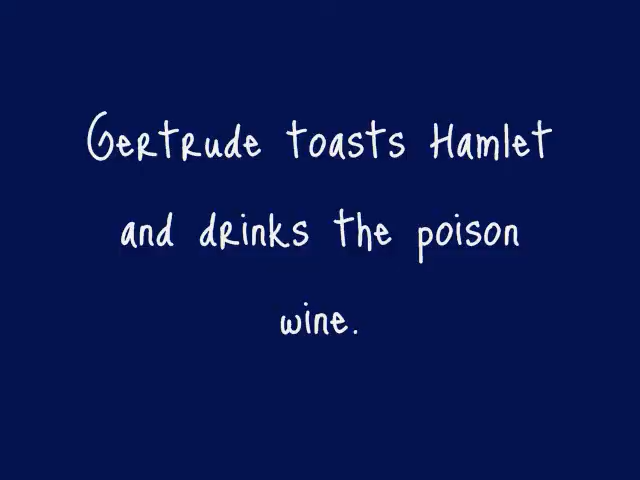 Gertrude toasts Hamlet
and drinks the poison
wine.